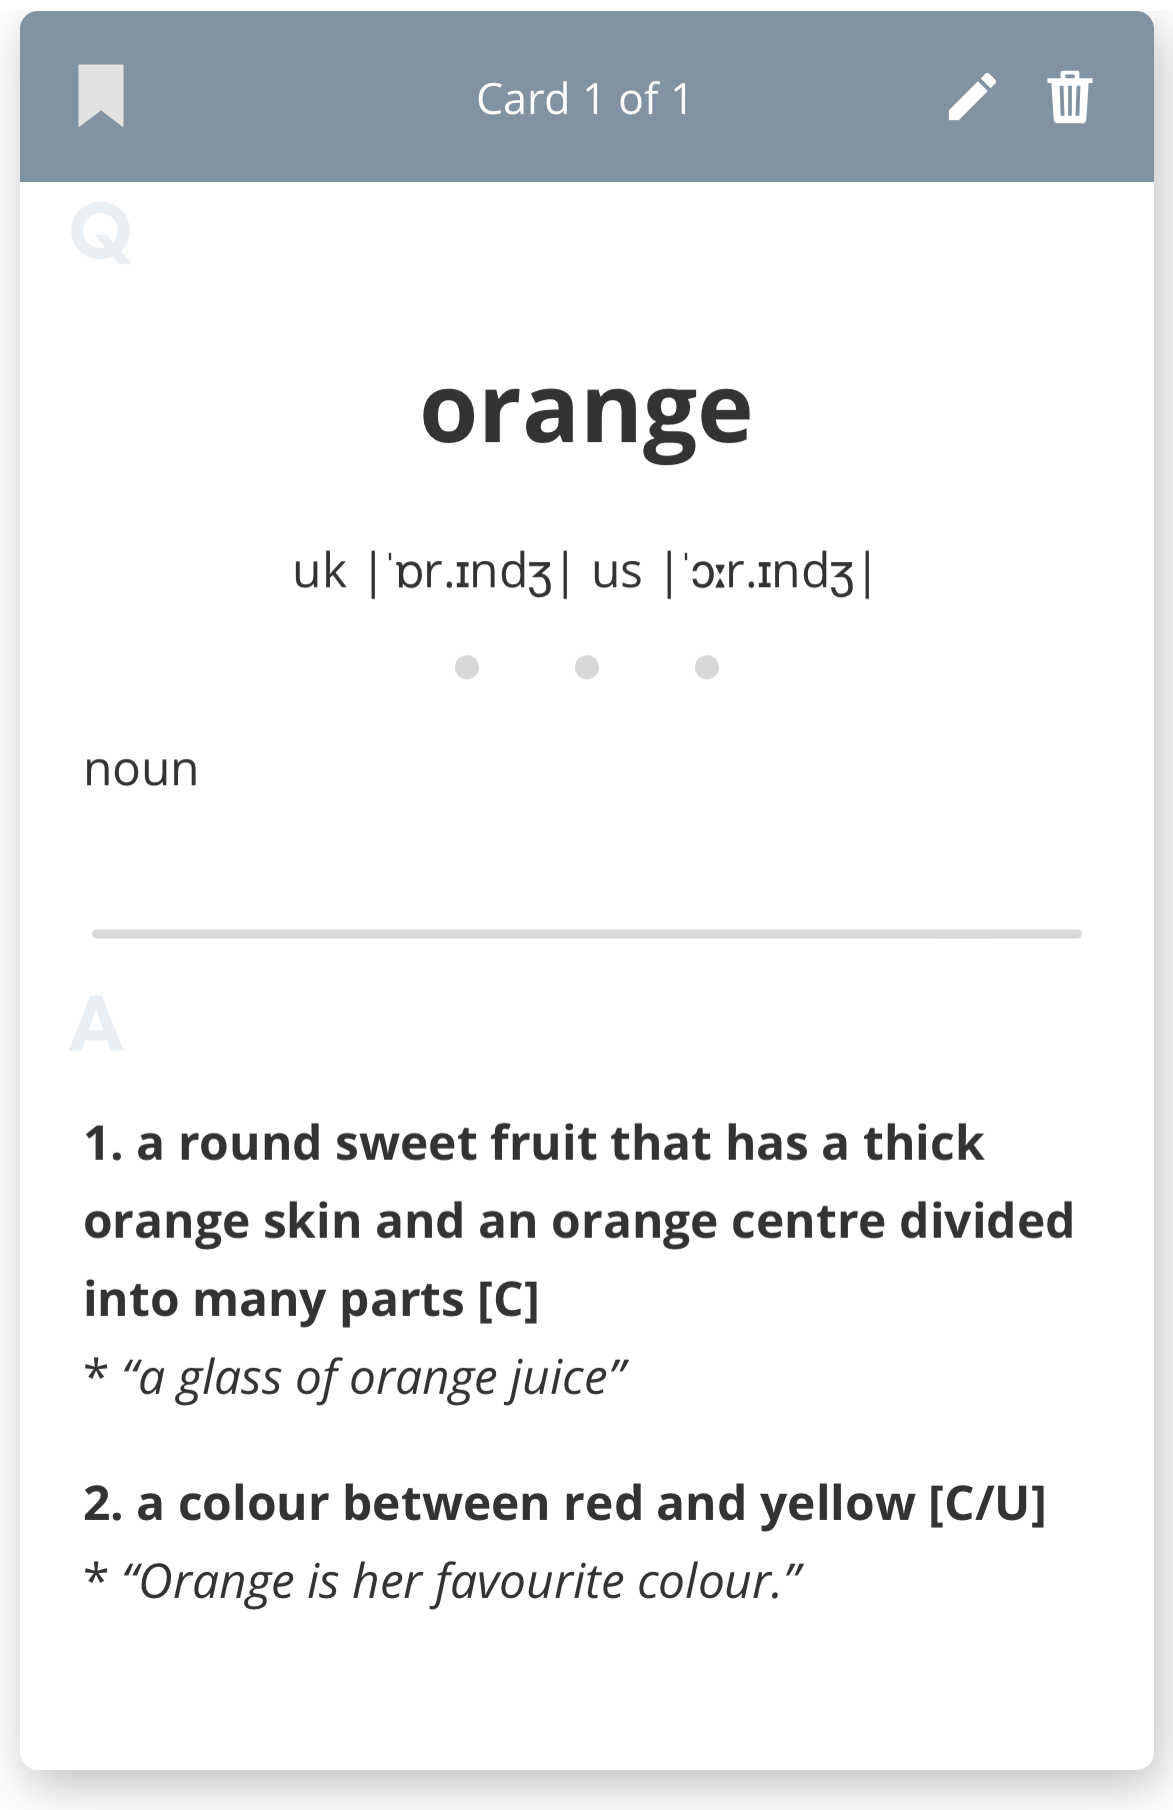 Card 1 of 1
Q
orange
uk |ˈɒr.ɪndʒ| us |ˈɔːr.ɪndʒ|
noun
A
1. a round sweet fruit that has a thick
orange skin and an orange centre divided
into many parts [C]
* “a glass of orange juice”
2. a colour between red and yellow [C/U]
* “Orange is her favourite colour.”